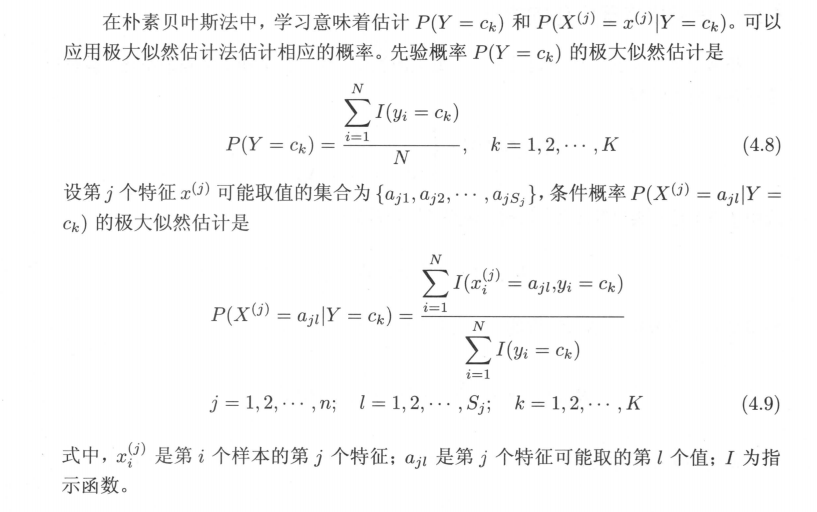 在朴素贝叶斯法中，学习意味着估计 P(Y = cₖ) 和 P(X⁽ʲ⁾ = x⁽ʲ⁾|Y = cₖ)。可以
应用极大似然估计法估计相应的概率。先验概率 P(Y = cₖ) 的极大似然估计是
$P(Y = c_k) = \frac{\sum_{i=1}^{N} I(y_i = c_k)}{N}, \quad k = 1,2,\cdots,K$ (4.8)
设第 j 个特征 x⁽ʲ⁾ 可能取值的集合为 $\{a_{j1}, a_{j2}, \cdots, a_{jS_j}\}$，条件概率 $P(X^{(j)} = a_{jl}|Y =$
$c_k)$ 的极大似然估计是
$P(X^{(j)} = a_{jl}|Y = c_k) = \frac{\sum_{i=1}^{N} I(x_i^{(j)} = a_{jl}, y_i = c_k)}{\sum_{i=1}^{N} I(y_i = c_k)}$
$j = 1,2,\cdots,n; \quad l = 1,2,\cdots,S_j; \quad k = 1,2,\cdots,K$ (4.9)
式中，$x_i^{(j)}$ 是第 i 个样本的第 j 个特征；$a_{jl}$ 是第 j 个特征可能取的第 l 个值；I 为指
示函数。